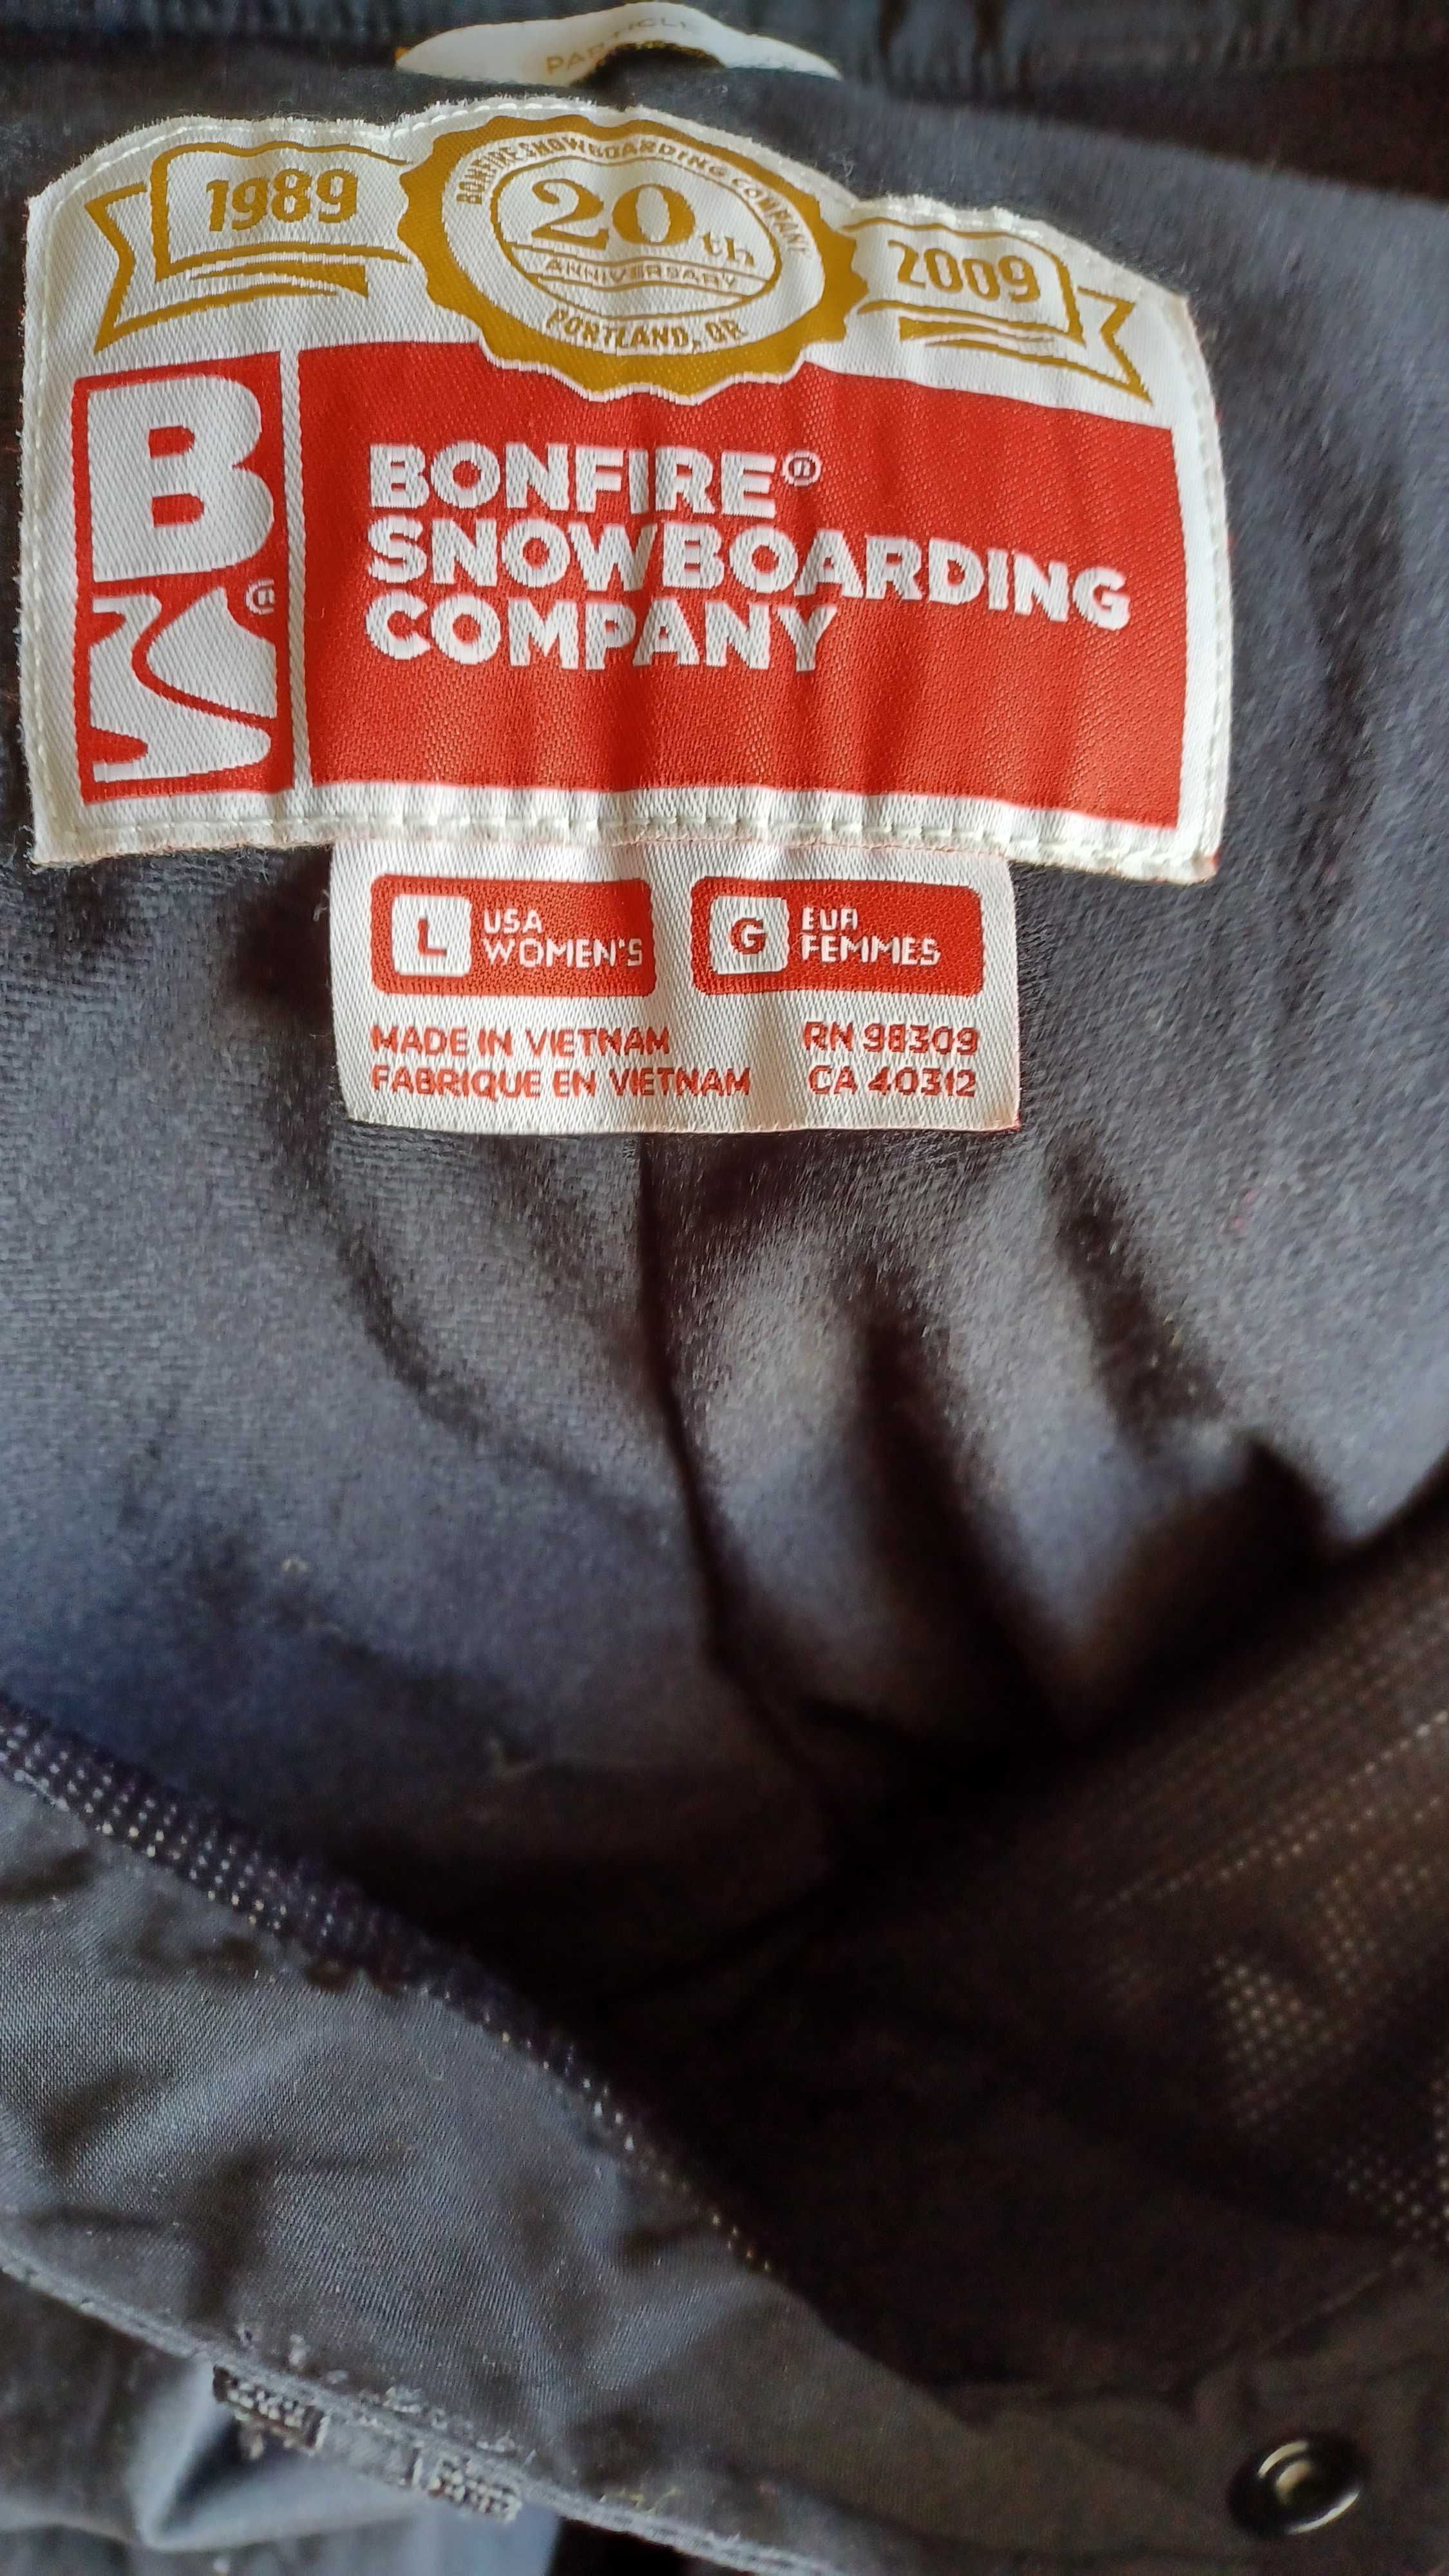 1989
BONFIRE SNOWBOARDING COMPANY
20th
ANNIVERSARY
PORTLAND, OR
2009
B
BONFIRE®
SNOWBOARDING
COMPANY
L USA WOMEN'S
G EUR FEMMES
MADE IN VIETNAM RN 98309
FABRIQUE EN VIETNAM CA 40312